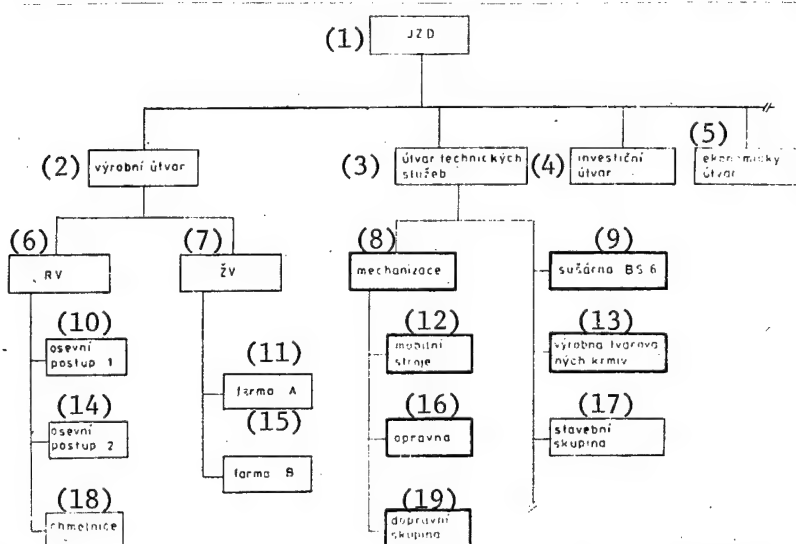 (1) JZD
(2) výrobní útvar
(3) útvar technických
služeb
(4) investiční
útvar
(5) ekonomický
útvar
(6) RV
(7) ŽV
(8) mechanizace
(9) sušárna BS 6
(10) osevní
postup 1
(11) farma A
(12) mobilní
stroje
(13) výrobna tvarova
ných krmiv
(14) osevní
postup 2
(15) farma B
(16) opravna
(17) stavební
skupina
(18) chmelnice
(19) dopravní
skupina